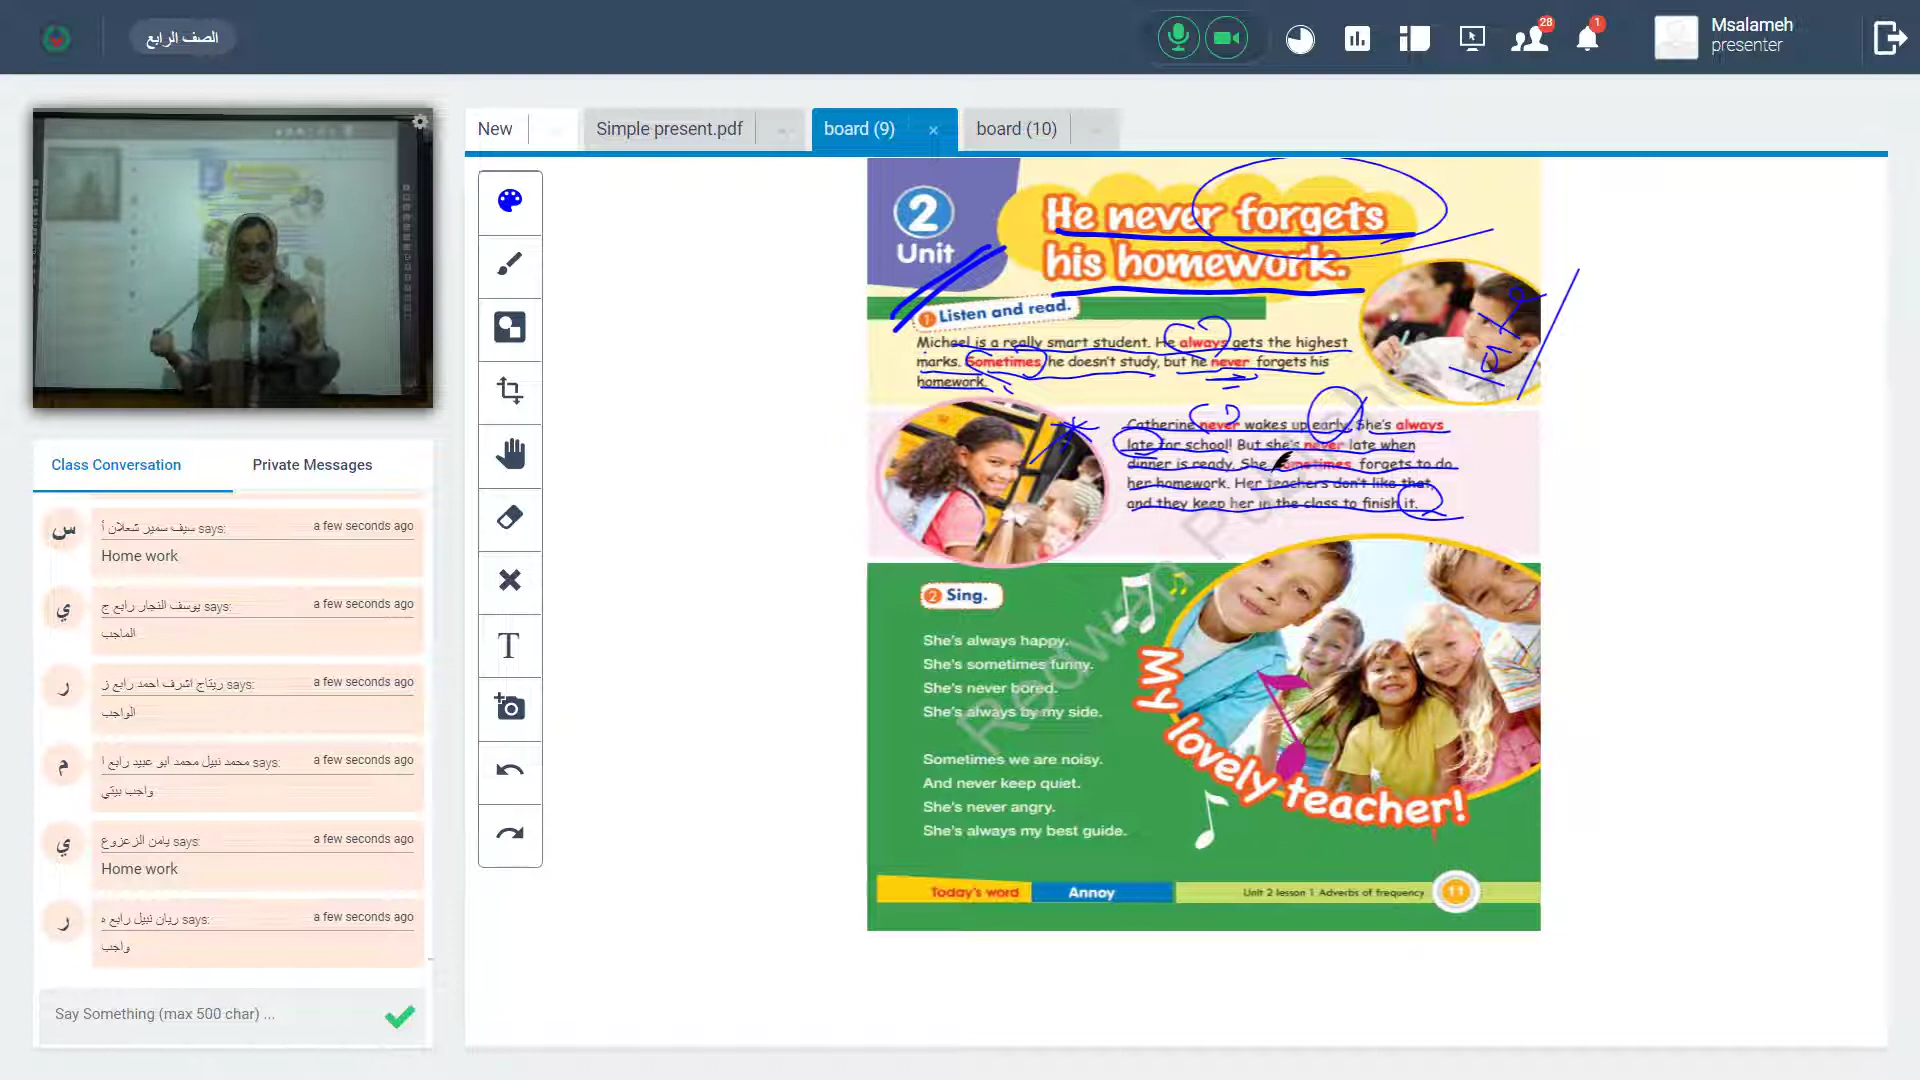 الصف الرابع
28
1
Msalameh
presenter
New
Simple present.pdf
board (9)
board (10)
Class Conversation
Private Messages
س
سيف سمير شعلان أ says:
a few seconds ago
Home work
ي
يوسف النجار رابع ج says:
a few seconds ago
الماجب
ر
ريتاج اشرف احمد رابع ز says:
a few seconds ago
الواجب
م
محمد نبيل محمد ابو عبيد رابع ا says:
a few seconds ago
واجب بيتي
ي
يامن الزعزوع says:
a few seconds ago
Home work
ر
ريان نبيل رابع ه says:
a few seconds ago
واجب
Say Something (max 500 char) ...
T
2
Unit
He never forgets
his homework.
1 Listen and read.
Michael is a really smart student. He always gets the highest
marks. Sometimes, he doesn't study, but he never forgets his
homework.
Catherine never wakes up early. She's always
late for school! But she's never late when
dinner is ready. She sometimes forgets to do
her homework. Her teachers don't like that,
and they keep her in the class to finish it.
2 Sing.
She's always happy.
She's sometimes funny.
She's never bored.
She's always by my side.
Sometimes we are noisy.
And never keep quiet.
She's never angry.
She's always my best guide.
My lovely teacher!
Today's word
Annoy
Unit 2 lesson 1 Adverbs of frequency
11